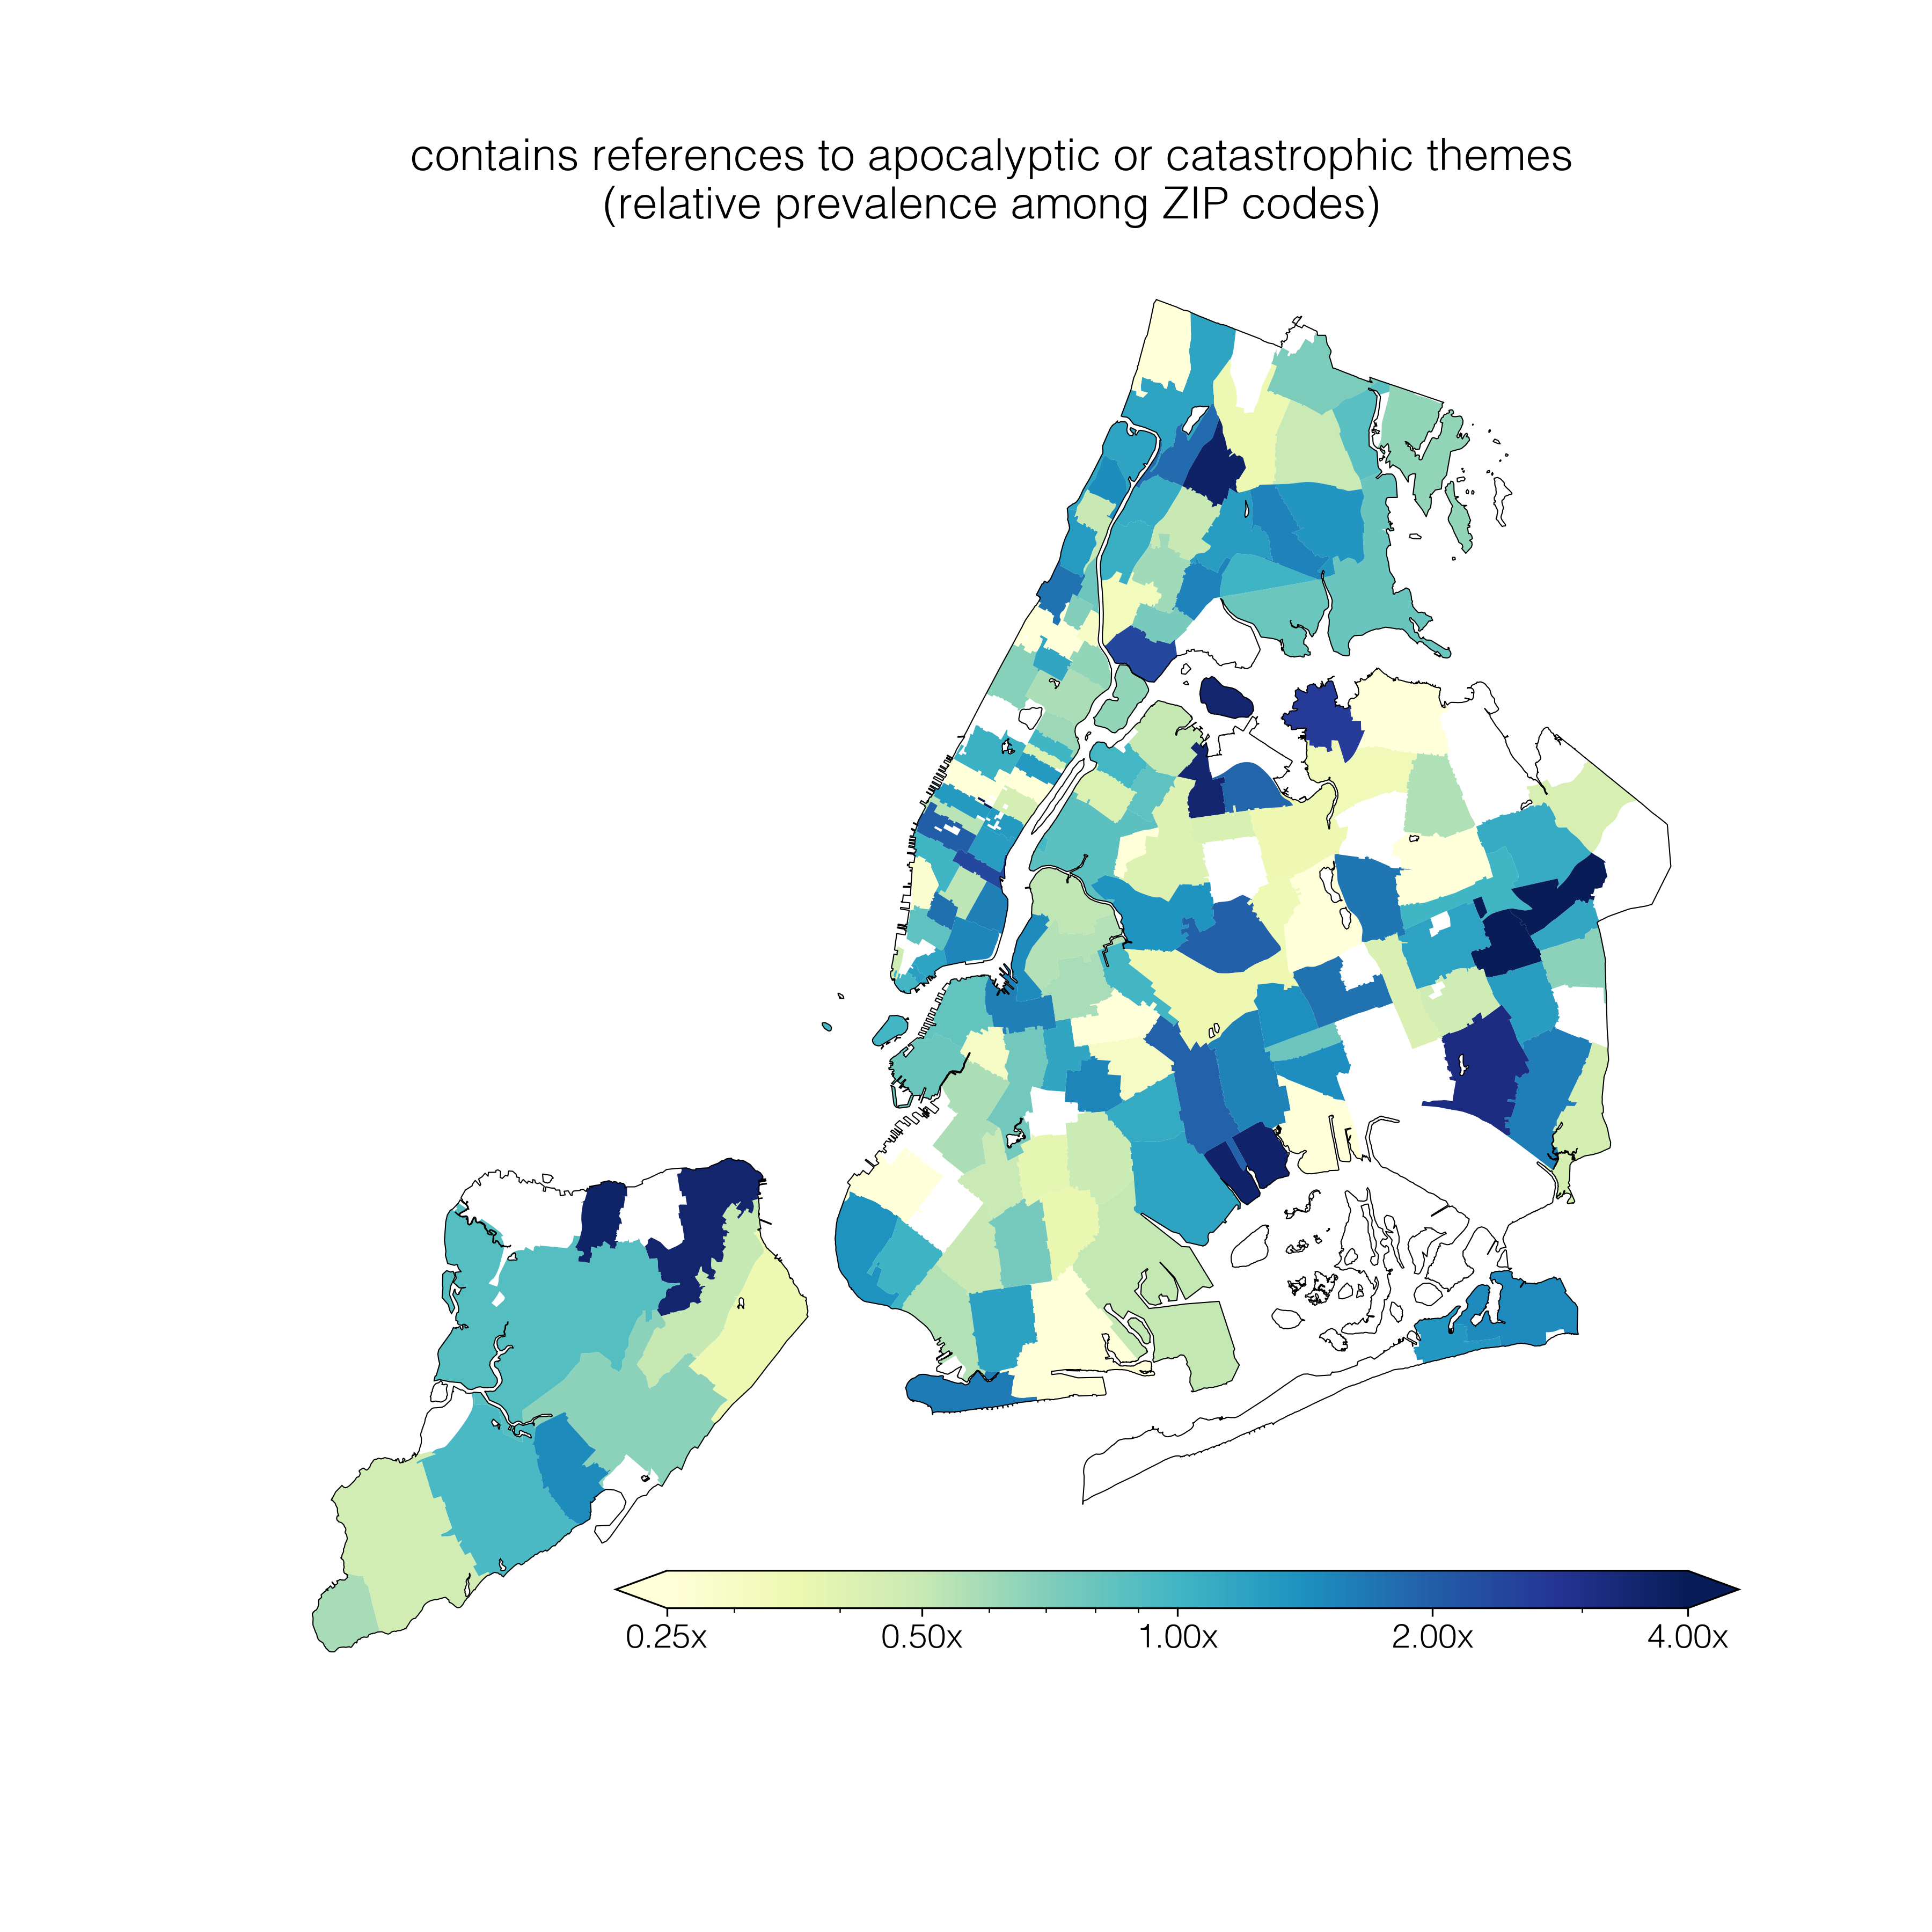 contains references to apocalyptic or catastrophic themes
(relative prevalence among ZIP codes)
0.25x 0.50x 1.00x 2.00x 4.00x